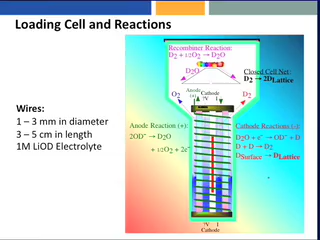 Loading Cell and Reactions
Recombiner Reaction:
D2 + 1/2O2 → D2O
D2O
Closed Cell Net:
D2 → 2DLattice
O2
Anode
(+)
Cathode
?V I
D2
Wires:
1 – 3 mm in diameter
3 – 5 cm in length
1M LiOD Electrolyte
Anode Reaction (+):
2OD⁻ → D2O
+ 1/2O2 + 2e⁻
Cathode Reactions (-):
D2O + e⁻ → OD⁻ + D
D + D → D2
DSurface → DLattice
?V I
Cathode